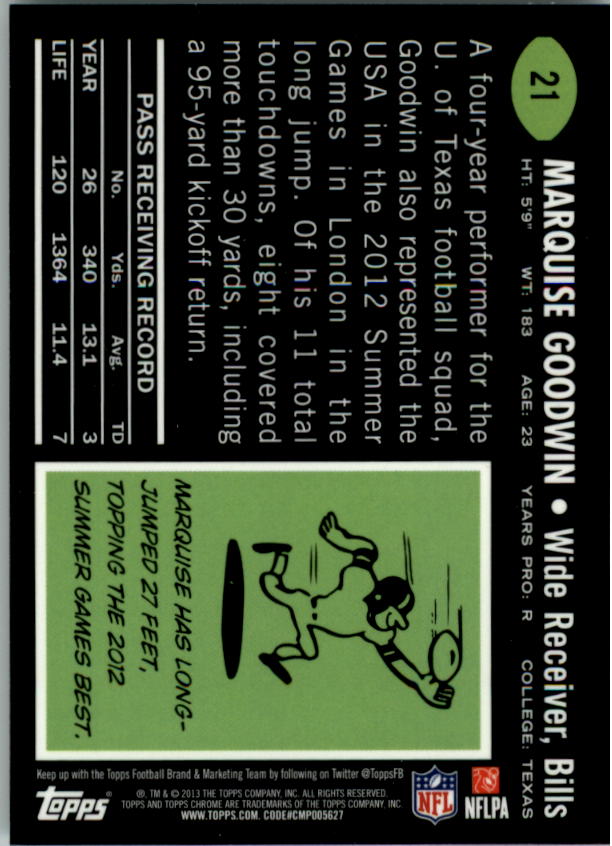 21
MARQUISE GOODWIN • Wide Receiver, Bills
HT: 5'9" WT: 183 AGE: 23 YEARS PRO: R COLLEGE: TEXAS
A four-year performer for the
U. of Texas football squad,
Goodwin also represented the
USA in the 2012 Summer
Games in London in the
long jump. Of his 11 total
touchdowns, eight covered
more than 30 yards, including
a 95-yard kickoff return.
PASS RECEIVING RECORD
No. Yds. Avg. TD
YEAR 26 340 13.1 3
LIFE 120 1364 11.4 7
MARQUISE HAS LONG-
JUMPED 27 FEET,
TOPPING THE 2012
SUMMER GAMES BEST.
Keep up with the Topps Football Brand & Marketing Team by following on Twitter @ToppsFB
®, TM & © 2013 THE TOPPS COMPANY, INC. ALL RIGHTS RESERVED.
TOPPS AND TOPPS CHROME ARE TRADEMARKS OF THE TOPPS COMPANY, INC.
WWW.TOPPS.COM. CODE#CMP005627
Topps
NFL
NFLPA